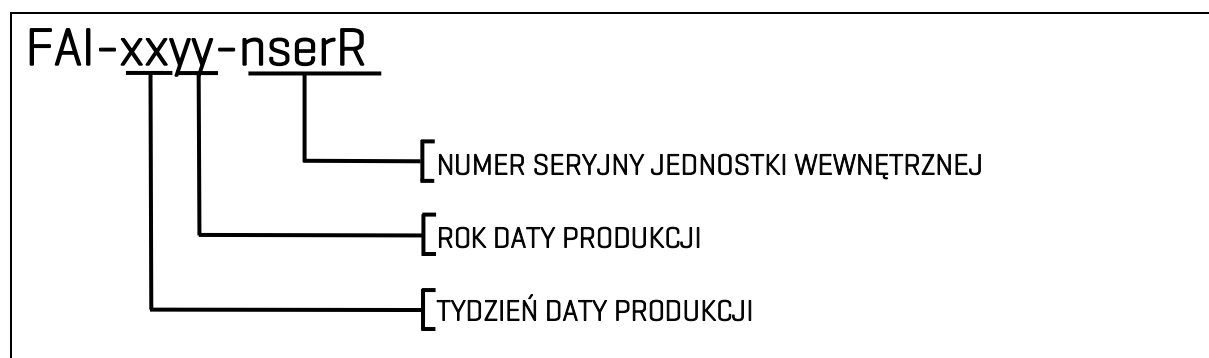 FAI-xxyy-nserR
NUMER SERYJNY JEDNOSTKI WEWNĘTRZNEJ
ROK DATY PRODUKCJI
TYDZIEŃ DATY PRODUKCJI